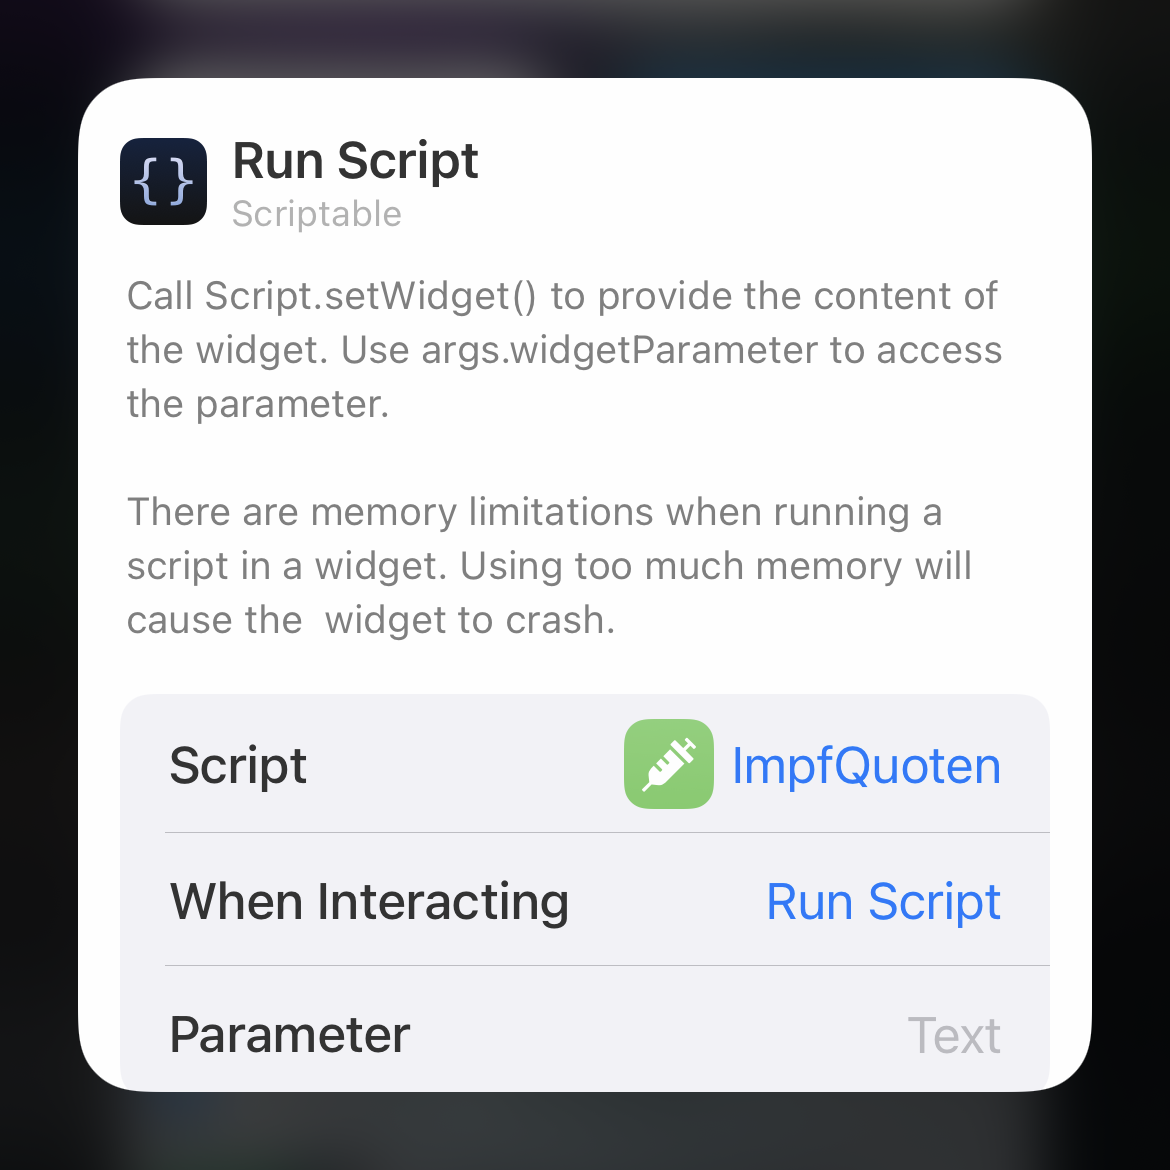 {}
Run Script
Scriptable
Call Script.setWidget() to provide the content of
the widget. Use args.widgetParameter to access
the parameter.
There are memory limitations when running a
script in a widget. Using too much memory will
cause the  widget to crash.
Script ImpfQuoten
When Interacting Run Script
Parameter Text